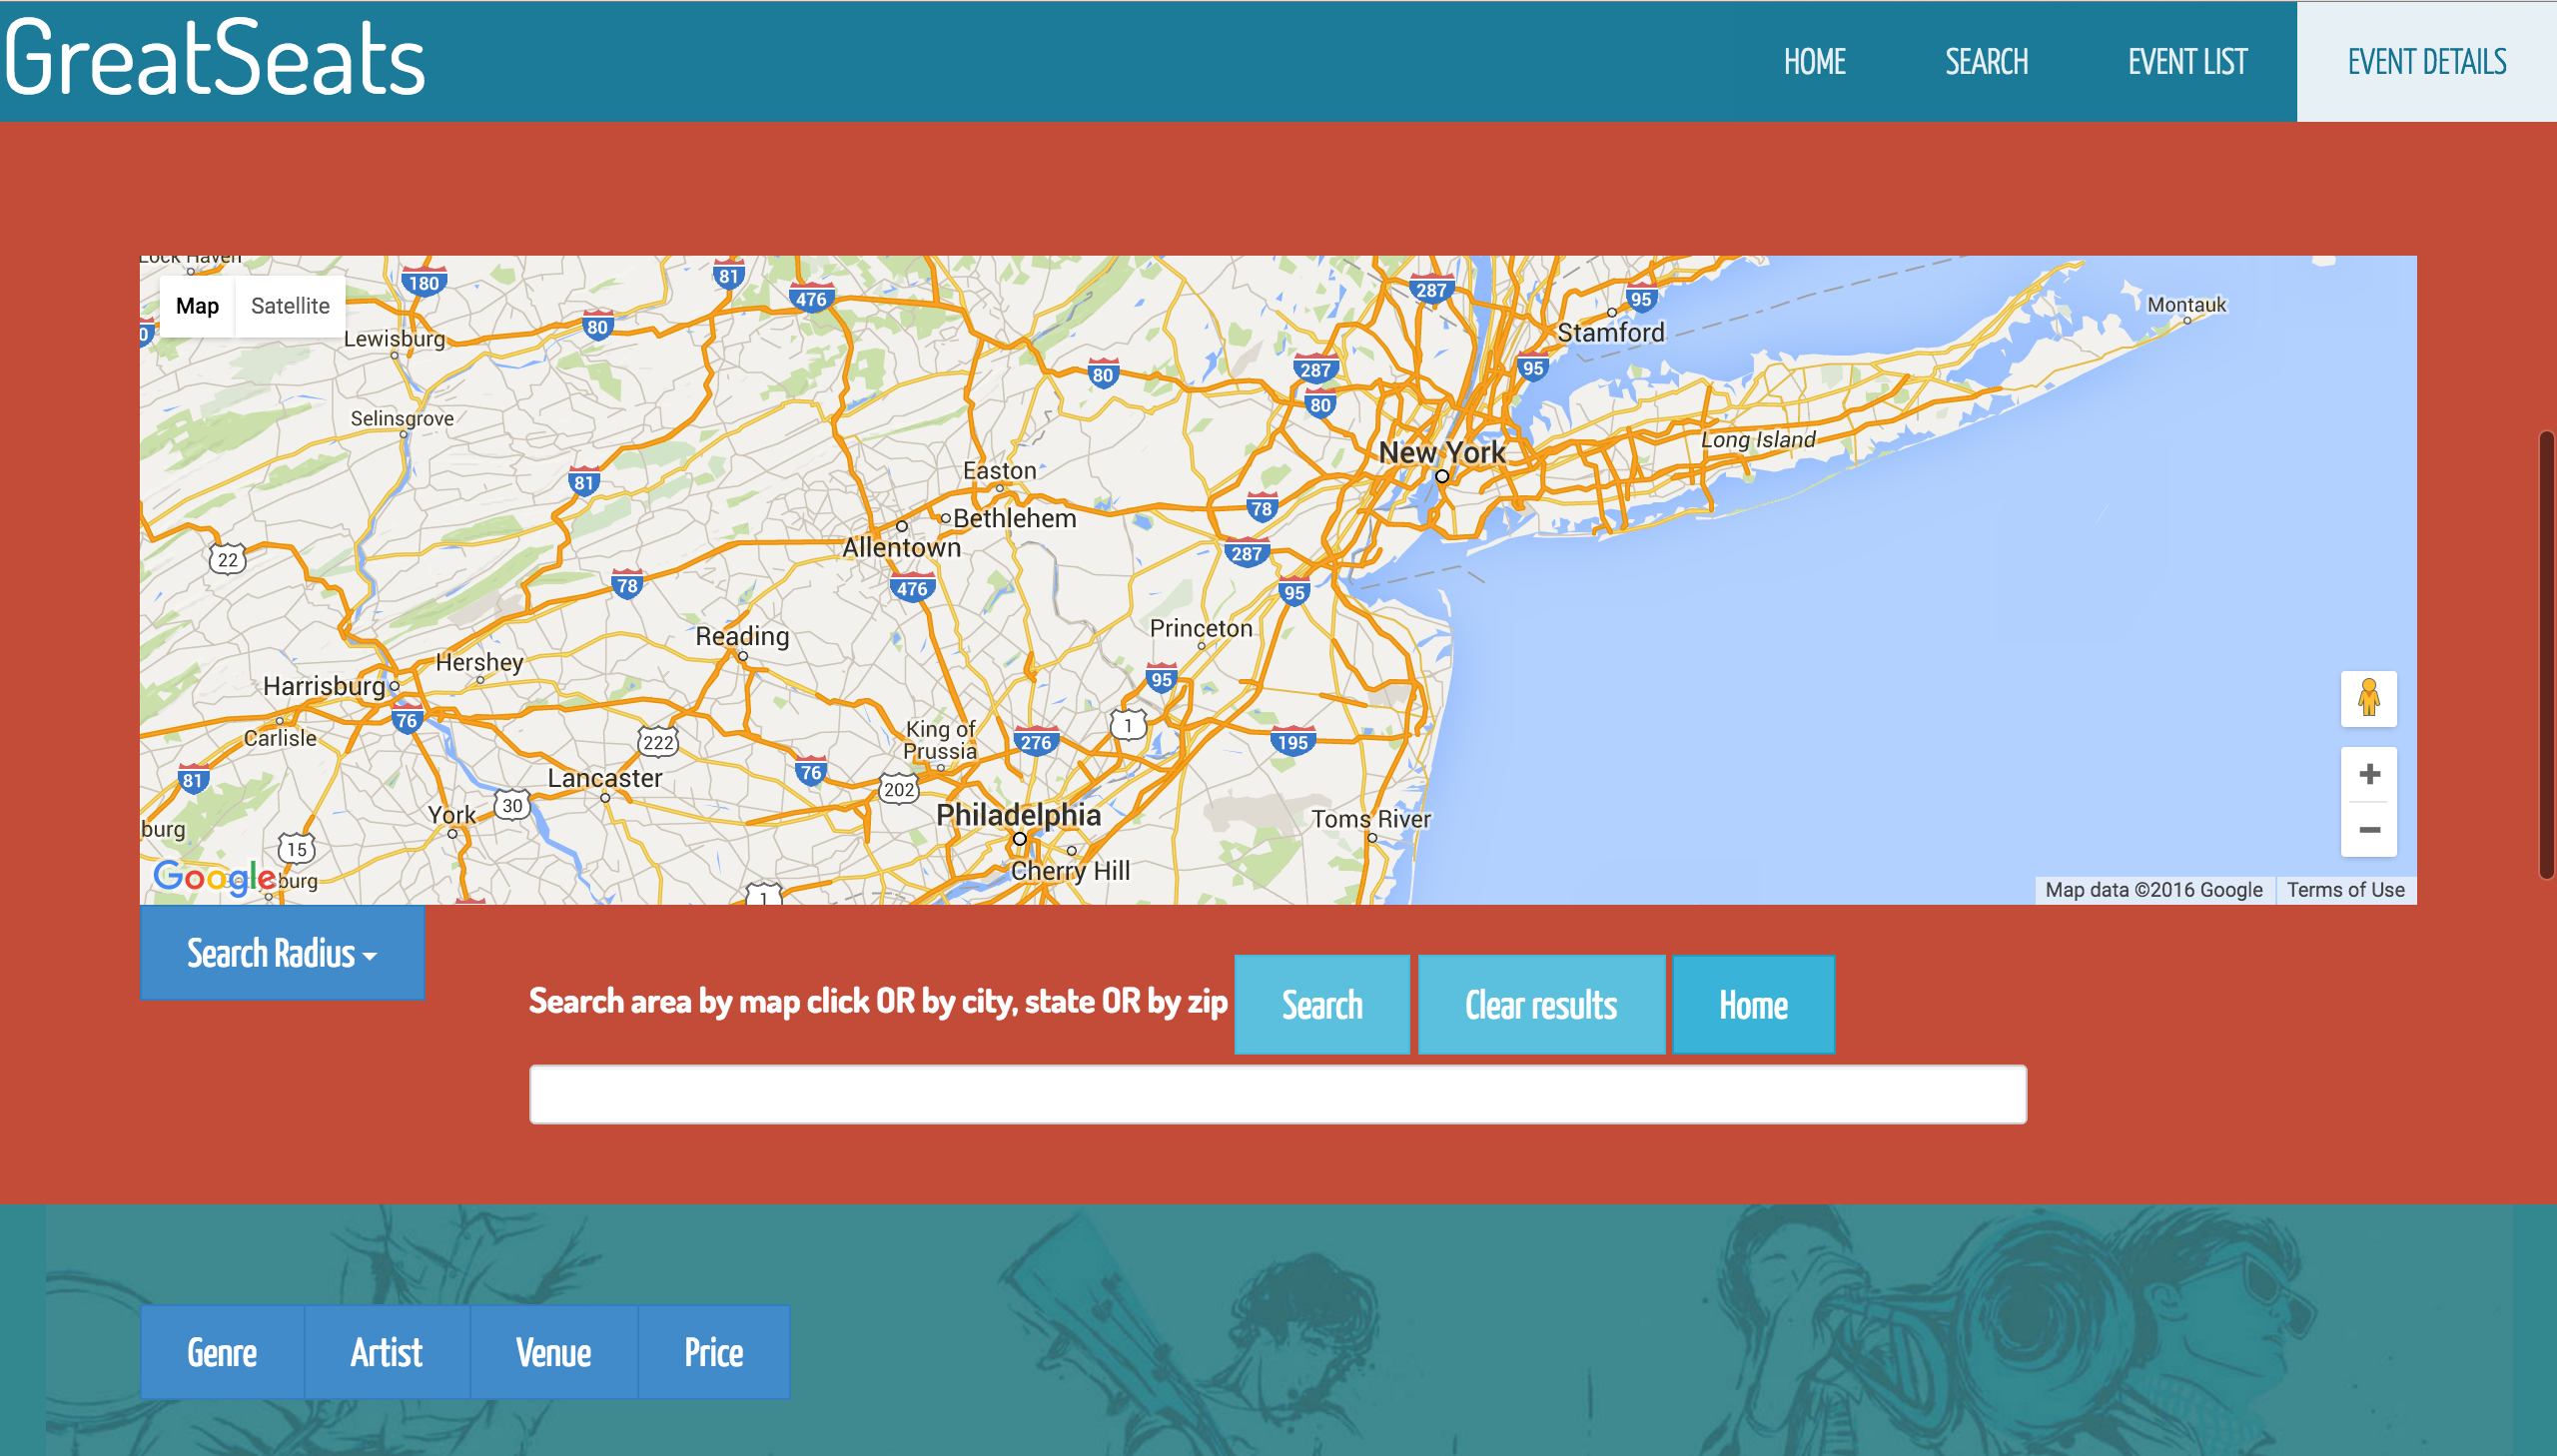 GreatSeats
HOME
SEARCH
EVENT LIST
EVENT DETAILS
Lock Haven
Map
Satellite
180
81
476
80
Lewisburg
Selinsgrove
287
95
Stamford
Montauk
80
287
95
80
New York
Long Island
81
Easton
Bethlehem
78
Allentown
287
22
78
476
95
Reading
Princeton
Hershey
Harrisburg
95
76
Carlisle
222
King of
Prussia
276
1
195
81
Lancaster
76
202
York
30
Philadelphia
Toms River
burg
15
Cherry Hill
Google
burg
1
Map data ©2016 Google
Terms of Use
Search Radius
Search area by map click OR by city, state OR by zip
Search
Clear results
Home
Genre
Artist
Venue
Price